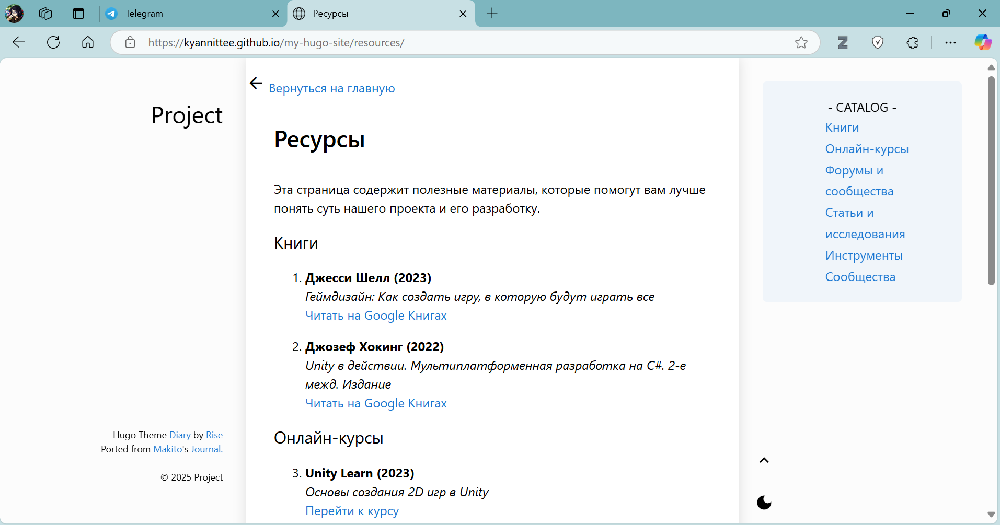 Telegram
Ресурсы
https://kyannittee.github.io/my-hugo-site/resources/
Project
Hugo Theme Diary by Rise
Ported from Makito's Journal.
© 2025 Project
Вернуться на главную
Ресурсы
Эта страница содержит полезные материалы, которые помогут вам лучше
понять суть нашего проекта и его разработку.
Книги
1. Джесси Шелл (2023)
Геймдизайн: Как создать игру, в которую будут играть все
Читать на Google Книгах
2. Джозеф Хокинг (2022)
Unity в действии. Мультиплатформенная разработка на C#. 2-е
межд. Издание
Читать на Google Книгах
Онлайн-курсы
3. Unity Learn (2023)
Основы создания 2D игр в Unity
Перейти к курсу
- CATALOG -
Книги
Онлайн-курсы
Форумы и
сообщества
Статьи и
исследования
Инструменты
Сообщества